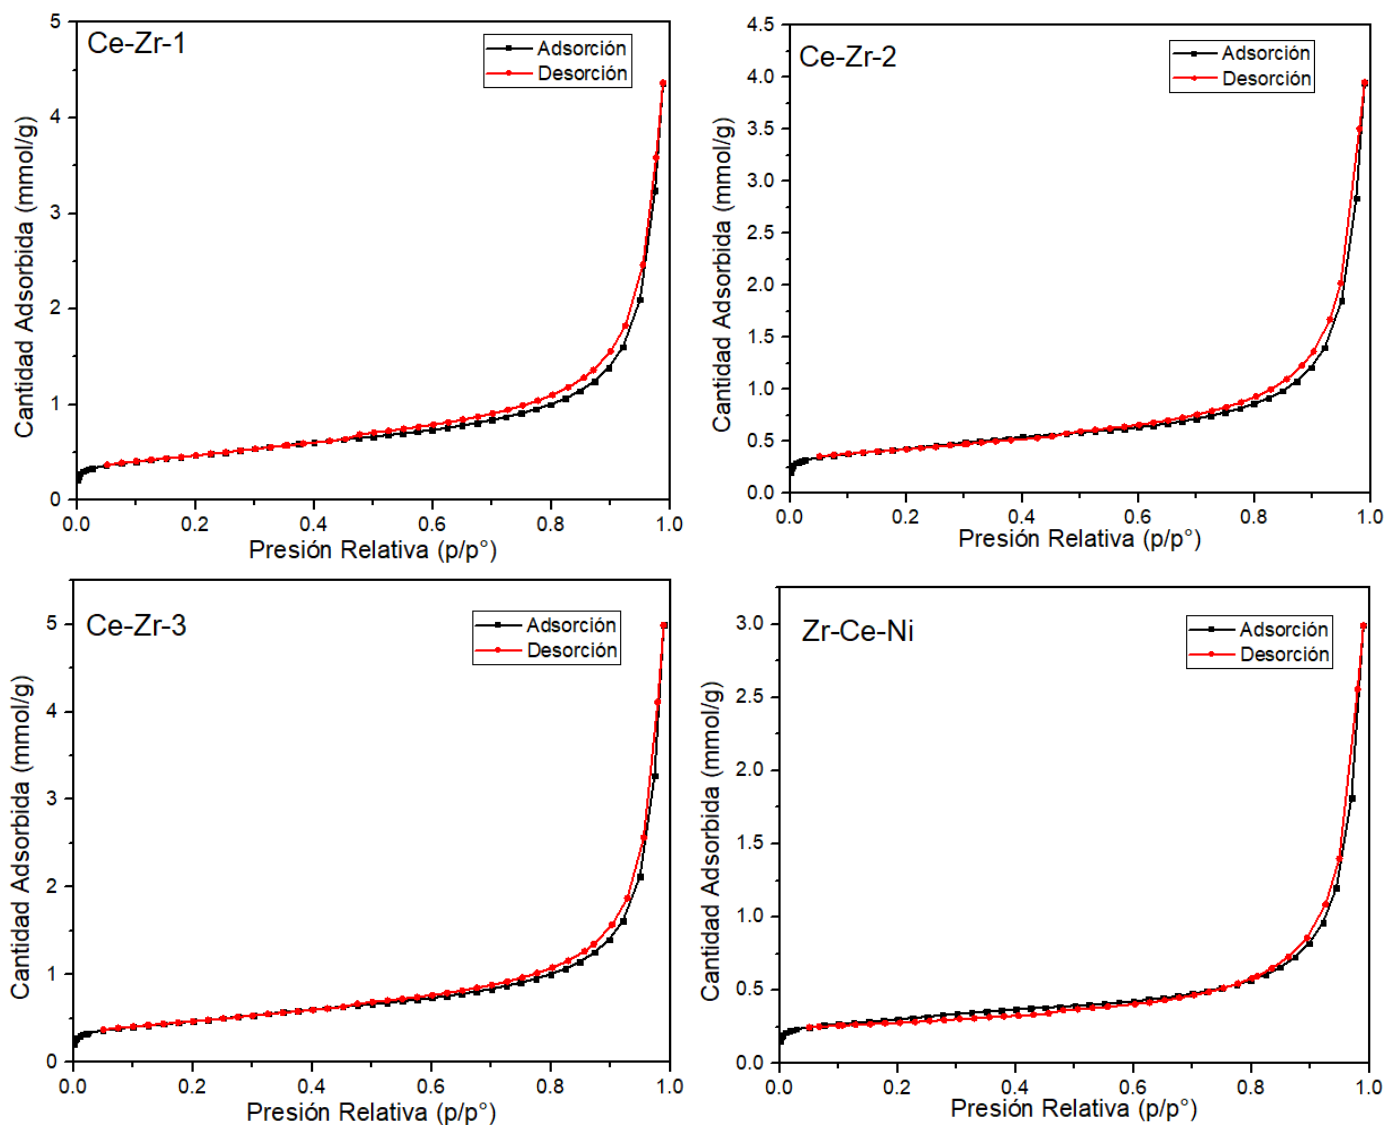 Ce-Zr-1
Adsorción
Desorción
Cantidad Adsorbida (mmol/g)
5
4
3
2
1
0
0.0 0.2 0.4 0.6 0.8 1.0
Presión Relativa (p/p°)
Ce-Zr-2
Adsorción
Desorción
Cantidad Adsorbida (mmol/g)
4.5
4.0
3.5
3.0
2.5
2.0
1.5
1.0
0.5
0.0
0.0 0.2 0.4 0.6 0.8 1.0
Presión Relativa (p/p°)
Ce-Zr-3
Adsorción
Desorción
Cantidad Adsorbida (mmol/g)
5
4
3
2
1
0
0.0 0.2 0.4 0.6 0.8 1.0
Presión Relativa (p/p°)
Zr-Ce-Ni
Adsorción
Desorción
Cantidad Adsorbida (mmol/g)
3.0
2.5
2.0
1.5
1.0
0.5
0.0
0.0 0.2 0.4 0.6 0.8 1.0
Presión Relativa (p/p°)